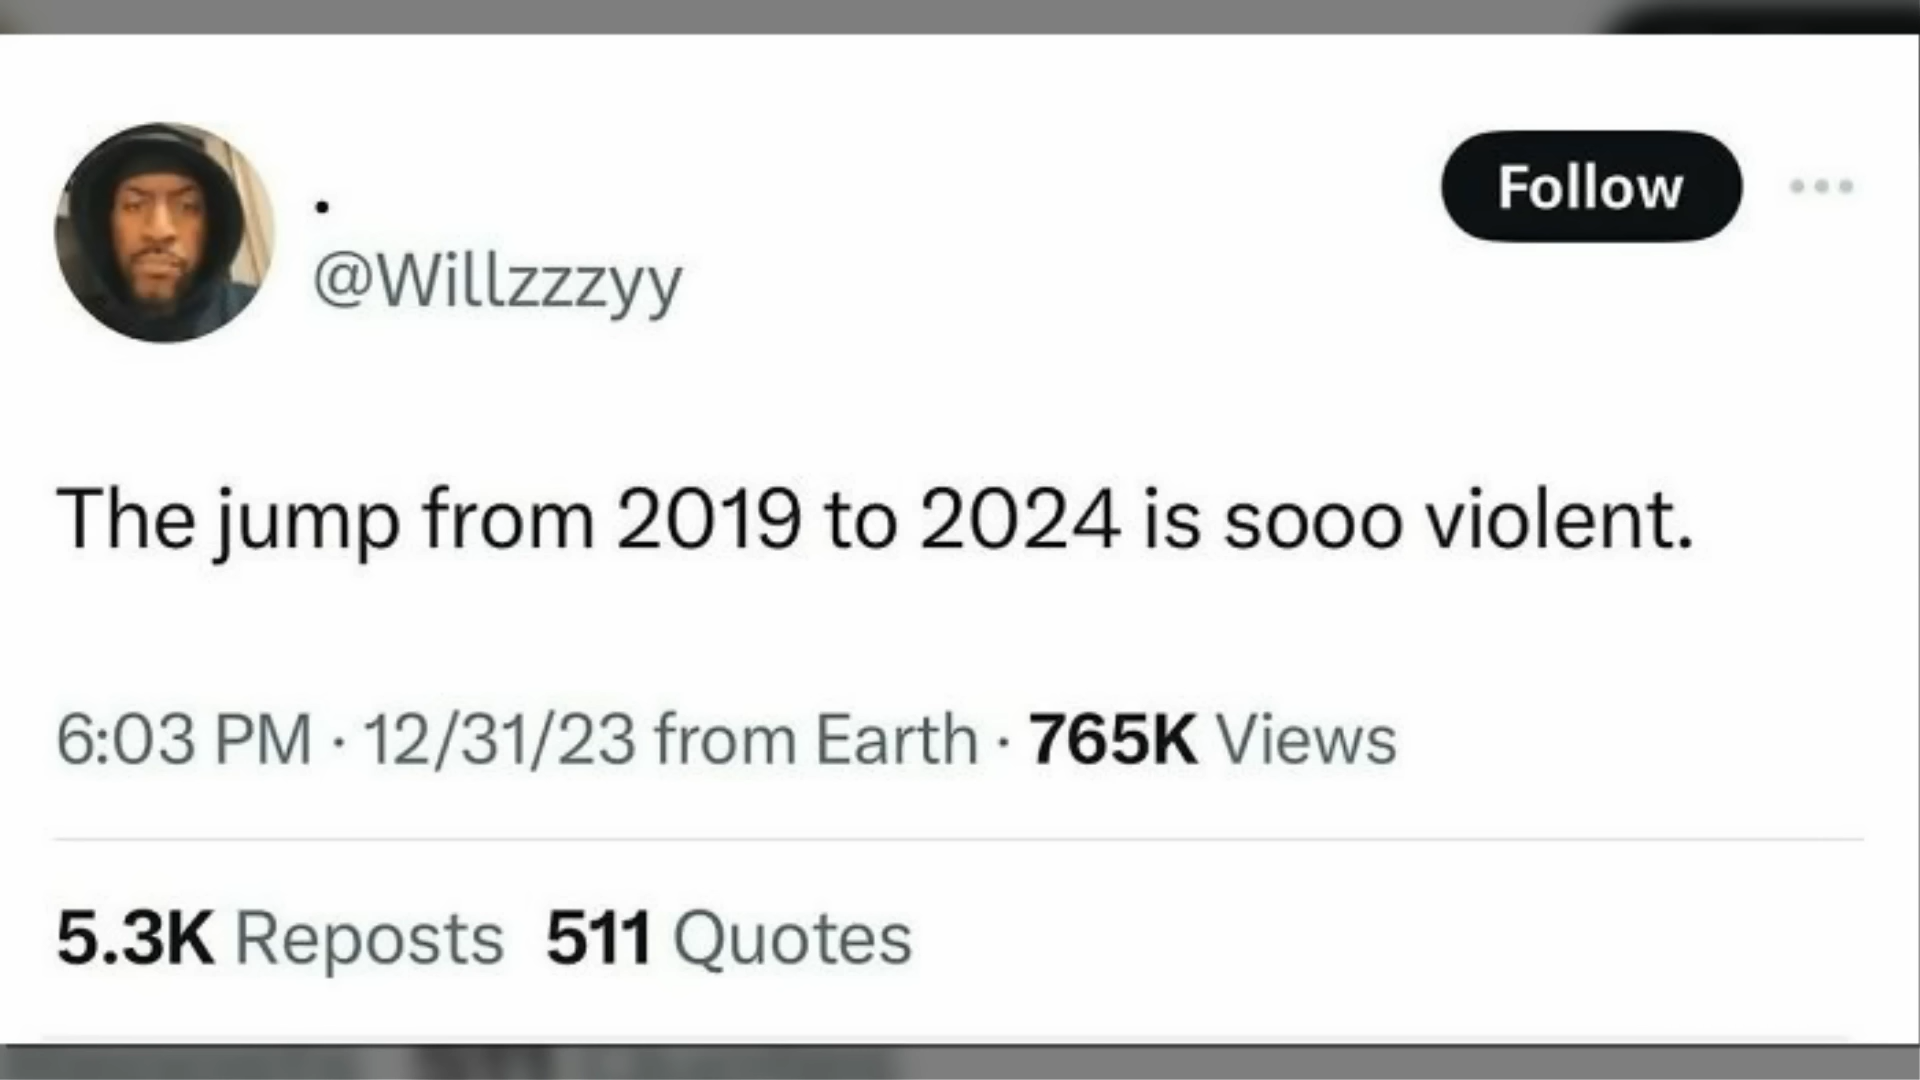 .
Follow
@Willzzzyy
The jump from 2019 to 2024 is sooo violent.
6:03 PM · 12/31/23 from Earth · 765K Views
5.3K Reposts 511 Quotes